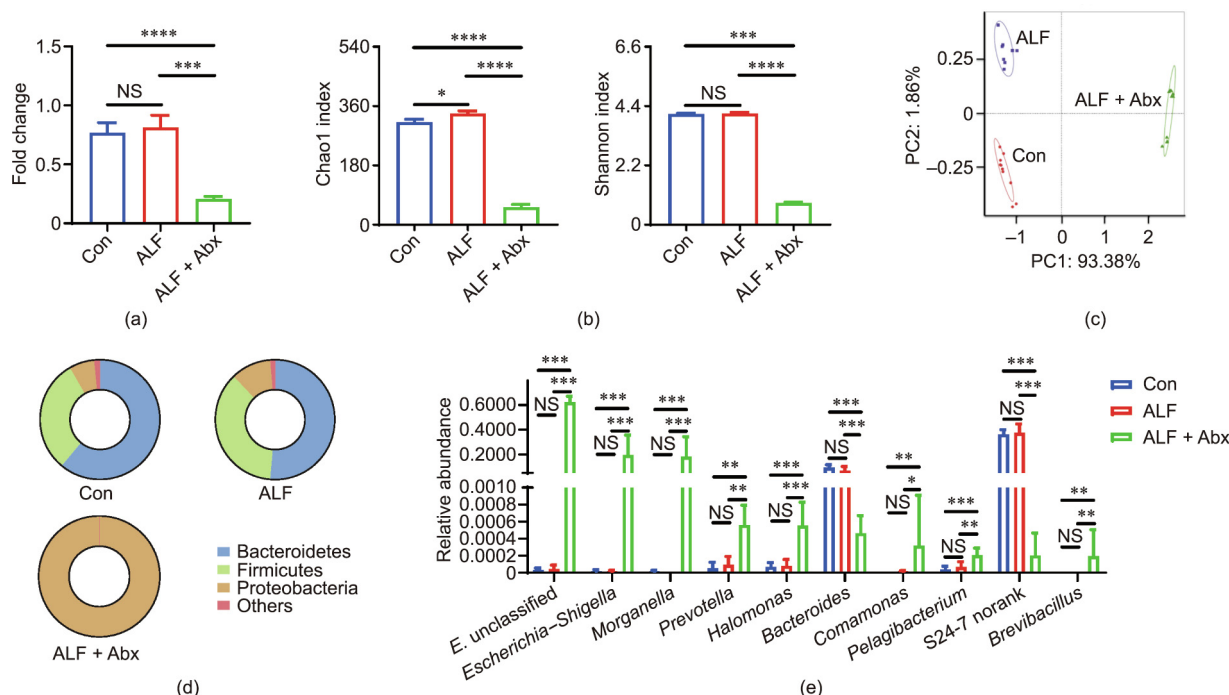 ****
***
NS
Fold change
1.5
1.0
0.5
0
Con
ALF
ALF + Abx
(a)
****
****
*
Chao1 index
540
360
180
0
Con
ALF
ALF + Abx
***
****
NS
Shannon index
6.6
4.4
2.2
0
Con
ALF
ALF + Abx
(b)
ALF
ALF + Abx
Con
PC2: 1.86%
0.25
0
−0.25
−1
0
1
2
PC1: 93.38%
(c)
Con
ALF
ALF + Abx
Bacteroidetes
Firmicutes
Proteobacteria
Others
(d)
Relative abundance
0.6000
0.4000
0.2000
0.0010
0.0008
0.0006
0.0004
0.0002
0
***
***
NS
***
***
NS
***
***
NS
**
**
NS
***
***
NS
***
***
NS
**
*
NS
***
**
NS
***
***
NS
**
**
NS
Con
ALF
ALF + Abx
E. unclassified
Escherichia−Shigella
Morganella
Prevotella
Halomonas
Bacteroides
Comamonas
Pelagibacterium
S24-7 norank
Brevibacillus
(e)